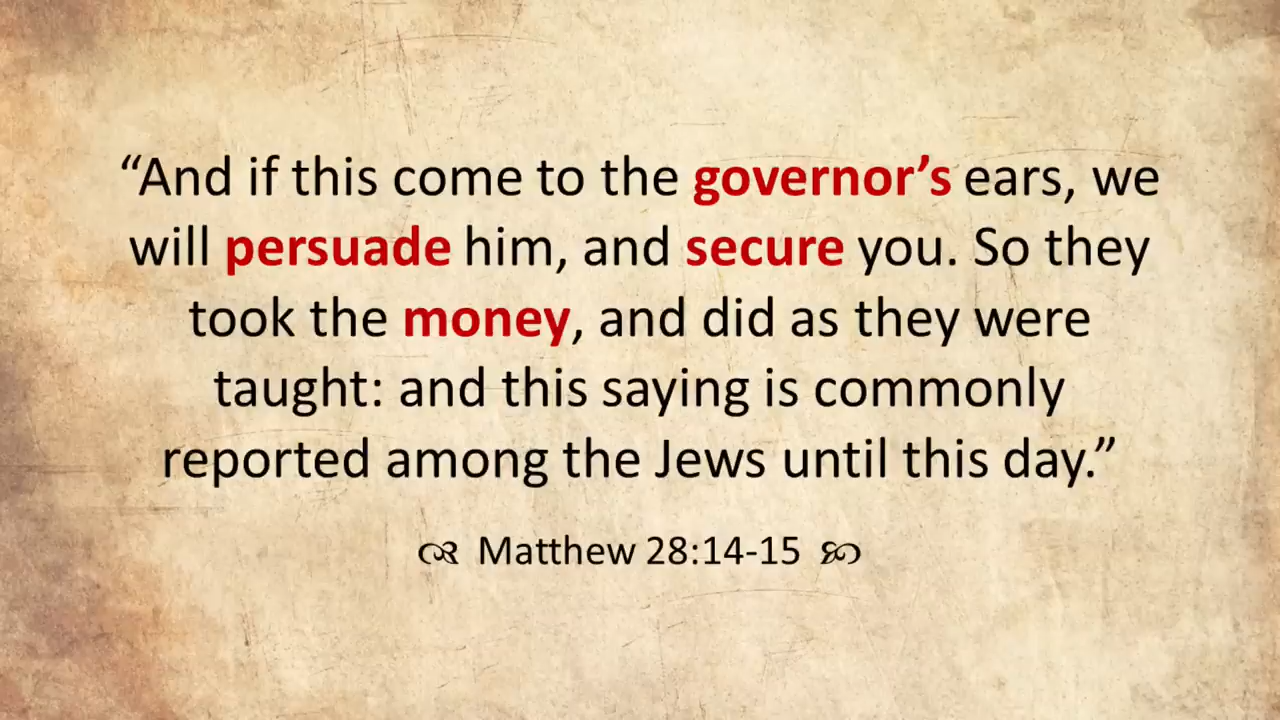 “And if this come to the governor’s ears, we
will persuade him, and secure you. So they
took the money, and did as they were
taught: and this saying is commonly
reported among the Jews until this day.”
Matthew 28:14-15